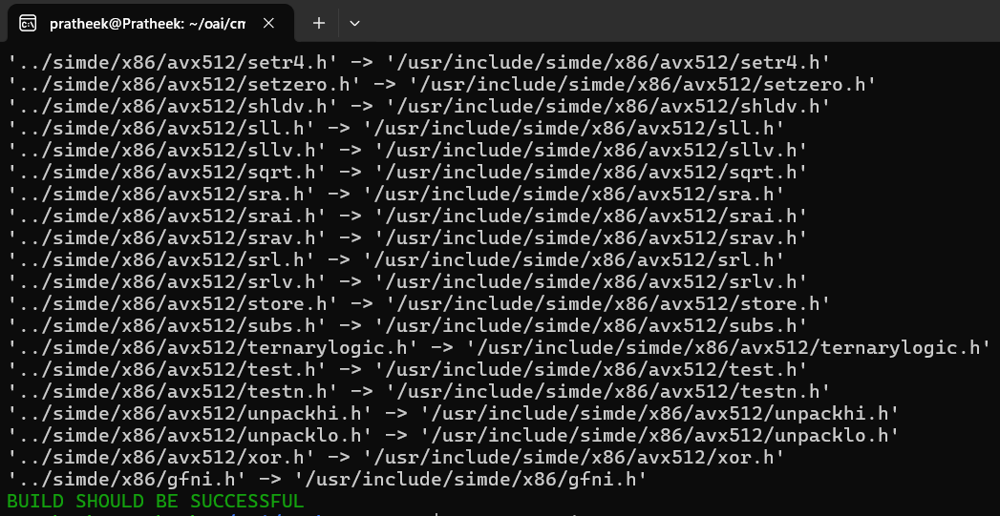 pratheek@Pratheek: ~/oai/cm
'../simde/x86/avx512/setr4.h' -> '/usr/include/simde/x86/avx512/setr4.h'
'../simde/x86/avx512/setzero.h' -> '/usr/include/simde/x86/avx512/setzero.h'
'../simde/x86/avx512/shldv.h' -> '/usr/include/simde/x86/avx512/shldv.h'
'../simde/x86/avx512/sll.h' -> '/usr/include/simde/x86/avx512/sll.h'
'../simde/x86/avx512/sllv.h' -> '/usr/include/simde/x86/avx512/sllv.h'
'../simde/x86/avx512/sqrt.h' -> '/usr/include/simde/x86/avx512/sqrt.h'
'../simde/x86/avx512/sra.h' -> '/usr/include/simde/x86/avx512/sra.h'
'../simde/x86/avx512/srai.h' -> '/usr/include/simde/x86/avx512/srai.h'
'../simde/x86/avx512/srav.h' -> '/usr/include/simde/x86/avx512/srav.h'
'../simde/x86/avx512/srl.h' -> '/usr/include/simde/x86/avx512/srl.h'
'../simde/x86/avx512/srlv.h' -> '/usr/include/simde/x86/avx512/srlv.h'
'../simde/x86/avx512/store.h' -> '/usr/include/simde/x86/avx512/store.h'
'../simde/x86/avx512/subs.h' -> '/usr/include/simde/x86/avx512/subs.h'
'../simde/x86/avx512/ternarylogic.h' -> '/usr/include/simde/x86/avx512/ternarylogic.h'
'../simde/x86/avx512/test.h' -> '/usr/include/simde/x86/avx512/test.h'
'../simde/x86/avx512/testn.h' -> '/usr/include/simde/x86/avx512/testn.h'
'../simde/x86/avx512/unpackhi.h' -> '/usr/include/simde/x86/avx512/unpackhi.h'
'../simde/x86/avx512/unpacklo.h' -> '/usr/include/simde/x86/avx512/unpacklo.h'
'../simde/x86/avx512/xor.h' -> '/usr/include/simde/x86/avx512/xor.h'
'../simde/x86/gfni.h' -> '/usr/include/simde/x86/gfni.h'
BUILD SHOULD BE SUCCESSFUL